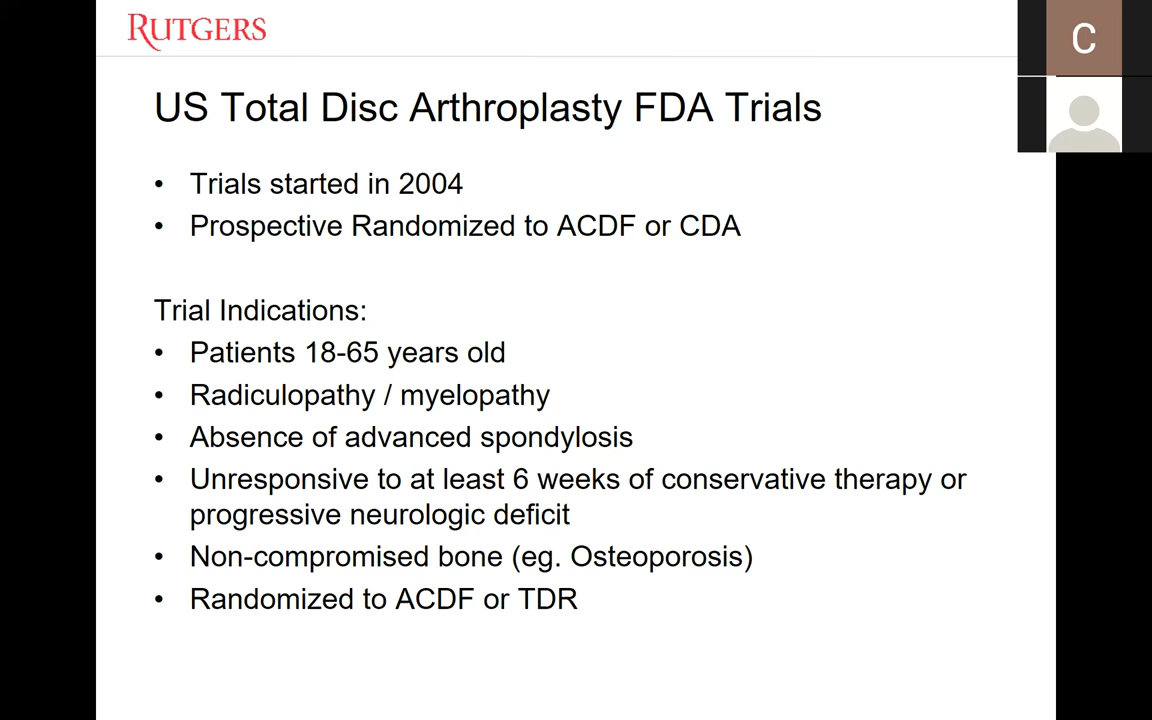 RUTGERS
C
US Total Disc Arthroplasty FDA Trials
• Trials started in 2004
• Prospective Randomized to ACDF or CDA
Trial Indications:
• Patients 18-65 years old
• Radiculopathy / myelopathy
• Absence of advanced spondylosis
• Unresponsive to at least 6 weeks of conservative therapy or
progressive neurologic deficit
• Non-compromised bone (eg. Osteoporosis)
• Randomized to ACDF or TDR